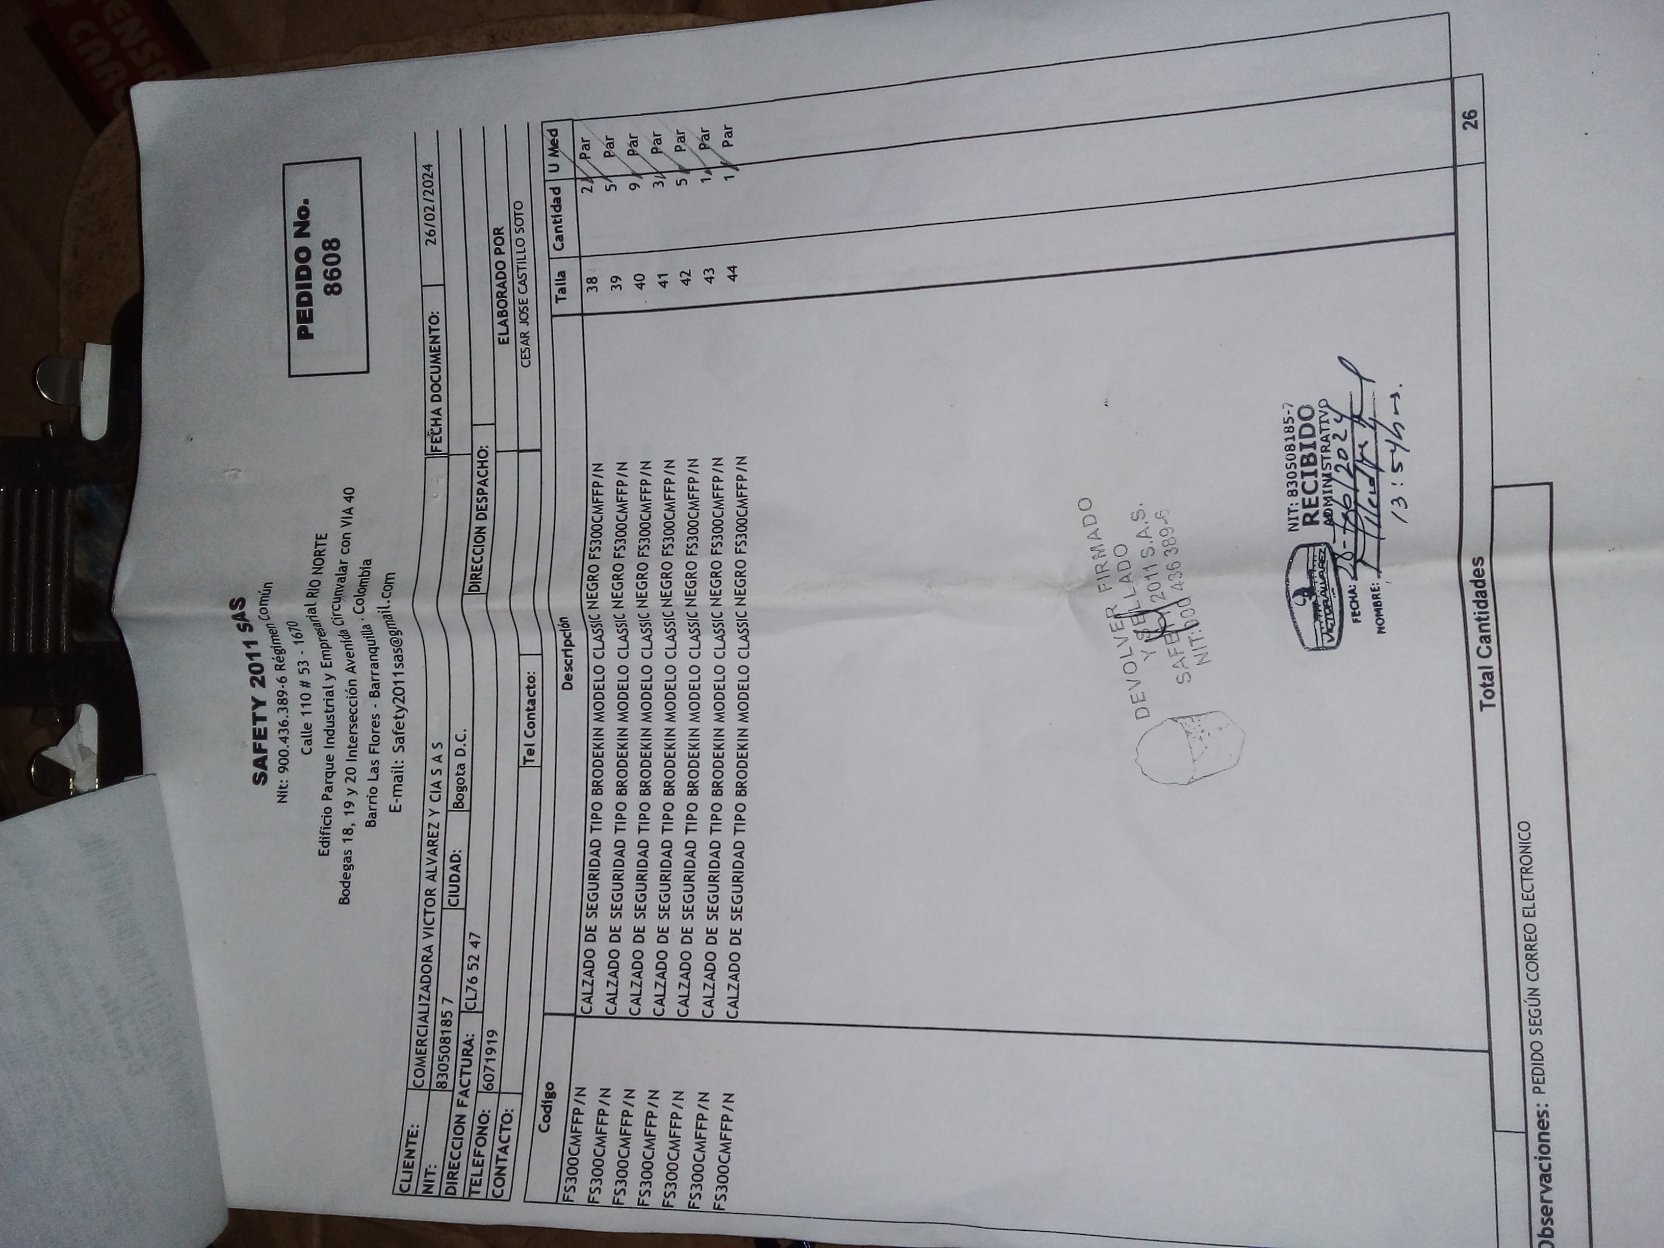 SAFETY 2011 SAS
Nit: 900.436.389-6 Régimen Común
Calle 110 # 53 - 1670
Edificio Parque Industrial y Empresarial RIO NORTE
Bodegas 18, 19 y 20 Intersección Avenida Circunvalar con VIA 40
Barrio Las Flores - Barranquilla - Colombia
E-mail: Safety2011sas@gmail.com
PEDIDO No.
8608
CLIENTE: COMERCIALIZADORA VICTOR ALVAREZ Y CIA S A S FECHA DOCUMENTO: 26/02/2024
NIT: 830508185 7 CIUDAD: Bogota D.C.
DIRECCION FACTURA: CL76 52 47 DIRECCION DESPACHO:
TELEFONO: 6071919 ELABORADO POR
CONTACTO: Tel Contacto: CESAR JOSE CASTILLO SOTO
Codigo Descripción Talla Cantidad U Med
FS300CMFFP/N CALZADO DE SEGURIDAD TIPO BRODEKIN MODELO CLASSIC NEGRO FS300CMFFP/N 38 2 Par
FS300CMFFP/N CALZADO DE SEGURIDAD TIPO BRODEKIN MODELO CLASSIC NEGRO FS300CMFFP/N 39 5 Par
FS300CMFFP/N CALZADO DE SEGURIDAD TIPO BRODEKIN MODELO CLASSIC NEGRO FS300CMFFP/N 40 9 Par
FS300CMFFP/N CALZADO DE SEGURIDAD TIPO BRODEKIN MODELO CLASSIC NEGRO FS300CMFFP/N 41 3 Par
FS300CMFFP/N CALZADO DE SEGURIDAD TIPO BRODEKIN MODELO CLASSIC NEGRO FS300CMFFP/N 42 5 Par
FS300CMFFP/N CALZADO DE SEGURIDAD TIPO BRODEKIN MODELO CLASSIC NEGRO FS300CMFFP/N 43 1 Par
FS300CMFFP/N CALZADO DE SEGURIDAD TIPO BRODEKIN MODELO CLASSIC NEGRO FS300CMFFP/N 44 1 Par
DEVOLVER FIRMADO
Y SELLADO
2011 S.A.S.
NIT: 436389-6
NIT: 830508185-7
RECIBIDO
ADMINISTRATIVO
VICTOR ALVAREZ
FECHA: /2024
NOMBRE:
13:54hrs.
Total Cantidades 26
Observaciones: PEDIDO SEGÚN CORREO ELECTRONICO